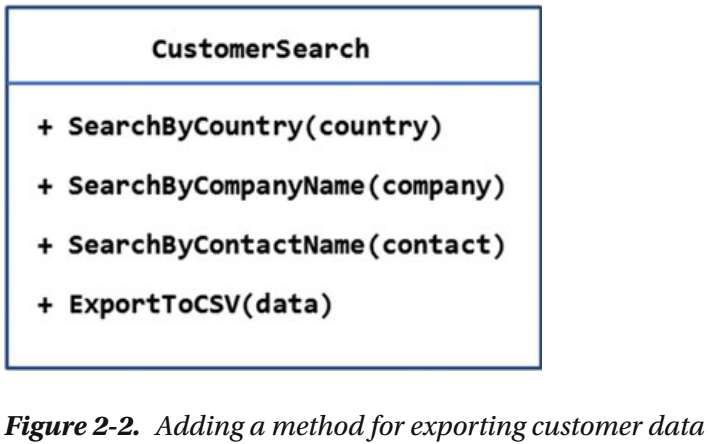 CustomerSearch
+ SearchByCountry(country)
+ SearchByCompanyName(company)
+ SearchByContactName(contact)
+ ExportToCSV(data)
Figure 2-2. Adding a method for exporting customer data